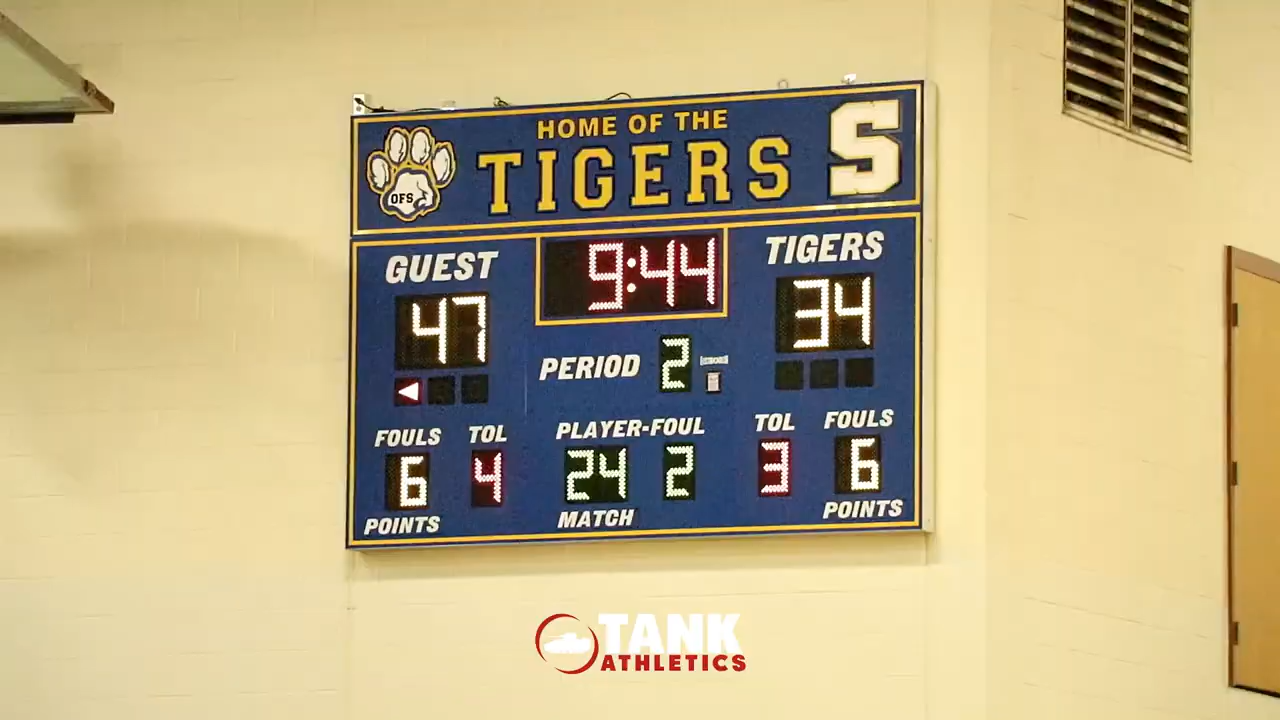 HOME OF THE
TIGERS
S
OFS
GUEST
9:44
TIGERS
47
34
PERIOD 2
FOULS TOL PLAYER-FOUL TOL FOULS
6 4 24 2 3 6
POINTS MATCH POINTS
TANK
ATHLETICS